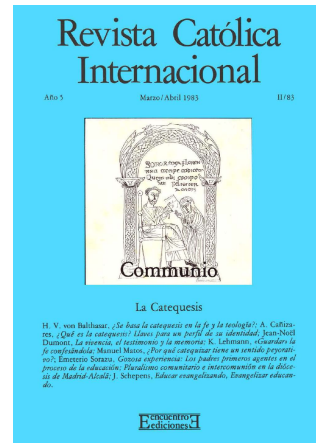 Revista Católica
Internacional
Año 5 Marzo/Abril 1983 II/83
Communio
La Catequesis
H. V. von Balthasar, ¿Se basa la catequesis en la fe y la teología?; A. Cañiza-
res, ¿Qué es la catequesis? Llaves para un perfil de su identidad; Jean-Noël
Dumont, La vivencia, el testimonio y la memoria; K. Lehmann, «Guardar» la
fe confesándola; Manuel Matos, ¿Por qué catequizar tiene un sentido peyorati-
vo?; Emeterio Sorazu, Gozosa experiencia: Los padres primeros agentes en el
proceso de la educación; Pluralismo comunitario e intercomunión en la dióce-
sis de Madrid-Alcalá; J. Schepens, Educar evangelizando, Evangelizar educan-
do.
encuentro
Ediciones